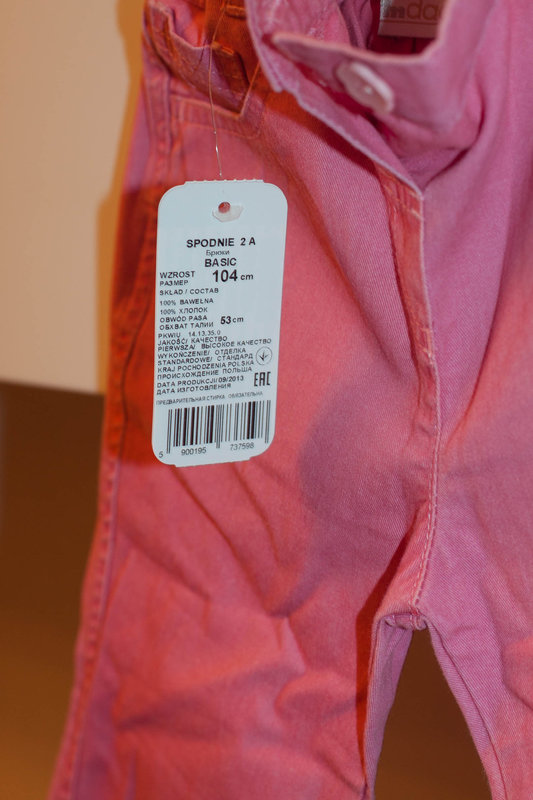 SPODNIE 2 A
Брюки
BASIC
WZROST 104 cm
РАЗМЕР
SKŁAD / СОСТАВ
100% BAWEŁNA
100% ХЛОПОК
OBWÓD PASA 53 cm
ОБХВАТ ТАЛИИ
PKWIU 14.13.35.0
JAKOŚĆ/ КАЧЕСТВО
PIERWSZA/ ВЫСОКОЕ КАЧЕСТВО
WYKOŃCZENIE/ ОТДЕЛКА
STANDARDOWE/ СТАНДАРД
KRAJ POCHODZENIA POLSKA
ПРОИСХОЖДЕНИЕ ПОЛЬША
DATA PRODUKCJI/09/2013
ДАТА ИЗГОТОВЛЕНИЯ
EAC
ПРЕДВАРИТЕЛЬНАЯ СТИРКА ОБЯЗАТЕЛЬНА
5 900195 737598